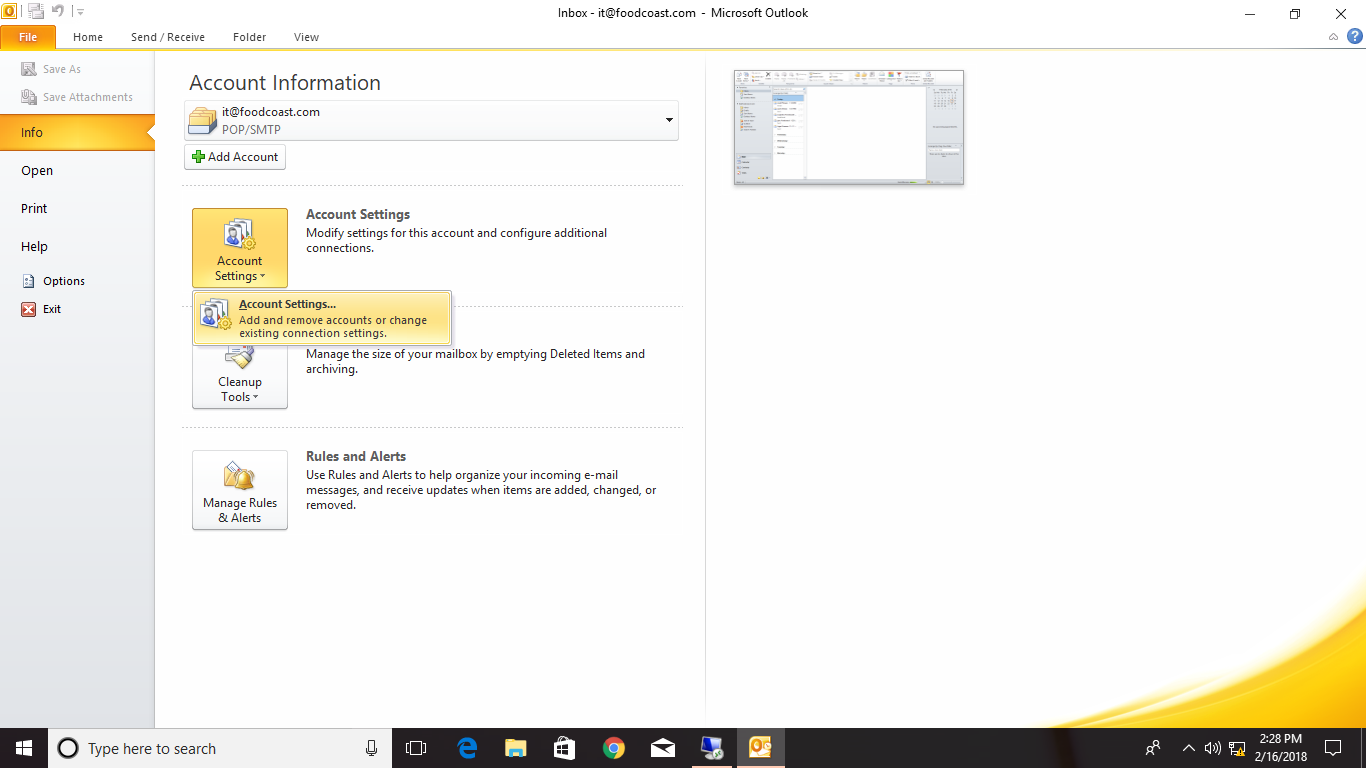 Inbox - it@foodcoast.com - Microsoft Outlook
File Home Send / Receive Folder View
Save As
Save Attachments
Info
Open
Print
Help
Options
Exit
Account Information
it@foodcoast.com
POP/SMTP
Add Account
Account Settings
Account Settings
Modify settings for this account and configure additional
connections.
Account Settings...
Add and remove accounts or change
existing connection settings.
Cleanup
Tools
Manage the size of your mailbox by emptying Deleted Items and
archiving.
Manage Rules
& Alerts
Rules and Alerts
Use Rules and Alerts to help organize your incoming e-mail
messages, and receive updates when items are added, changed, or
removed.
Type here to search
2:28 PM
2/16/2018